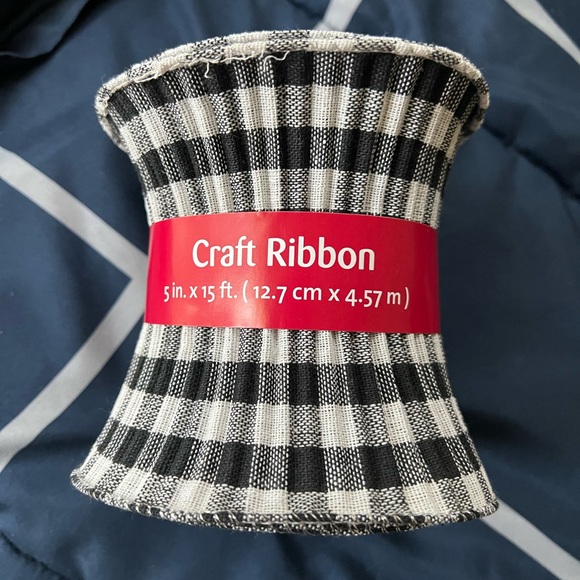 Craft Ribbon
5 in. x 15 ft. ( 12.7 cm x 4.57 m )